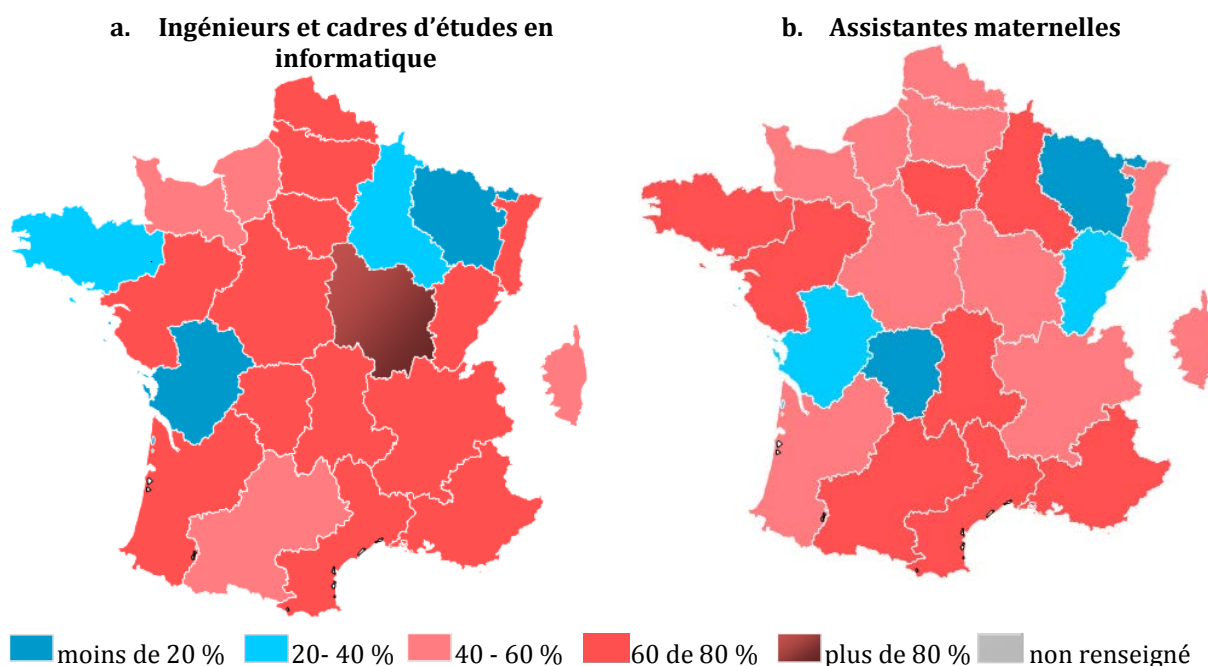 a. Ingénieurs et cadres d’études en
informatique
b. Assistantes maternelles
moins de 20 %
20- 40 %
40 - 60 %
60 de 80 %
plus de 80 %
non renseigné